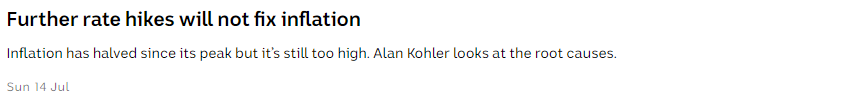 Further rate hikes will not fix inflation
Inflation has halved since its peak but it's still too high. Alan Kohler looks at the root causes.
Sun 14 Jul